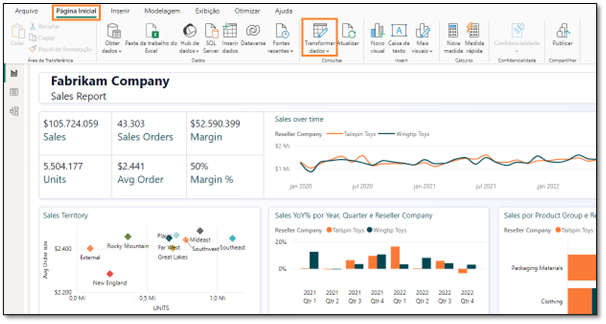 Arquivo Página Inicial Inserir Modelagem Exibição Otimizar Ajuda
Colar
Recortar
Copiar
Pincel de Formatação
Área de Transferência
Obter dados
Pasta de trabalho do Excel
Hub de dados
SQL Server
Inserir dados
Dataverse
Fontes recentes
Transformar dados
Atualizar
Consultas
Novo visual
Caixa de texto
Mais visuais
Inserir
Nova medida
Medida rápida
Cálculos
Confidencialidade
Confidencialidade
Publicar
Compartilhar
Fabrikam Company
Sales Report
$105.724.059 43.303 $52.590.399
Sales Sales Orders Margin
5.504.177 $2.441 50%
Units Avg Order Margin %
Sales over time
Reseller Company Tailspin Toys Wingtip Toys
$2 Mi
$1 Mi
jan 2020 jul 2020 jan 2021 jul 2021 jan 2022
Sales Territory
Avg Order size
$2.400
$2.200
External
Rocky Mountain
New England
Plains
Far West
Great Lakes
Mideast
Southwest
Southeast
0,0 Mi 0,5 Mi 1,0 Mi
UNITS
Sales YoY% por Year, Quarter e Reseller Company
Reseller Company Tailspin Toys Wingtip Toys
20%
0%
2021 2021 2021 2021 2022 2022 2022 2022
Qtr 1 Qtr 2 Qtr 3 Qtr 4 Qtr 1 Qtr 2 Qtr 3 Qtr 4
Sales por Product Group e R
Reseller Company Tailspin Toys
Packaging Materials
Clothing